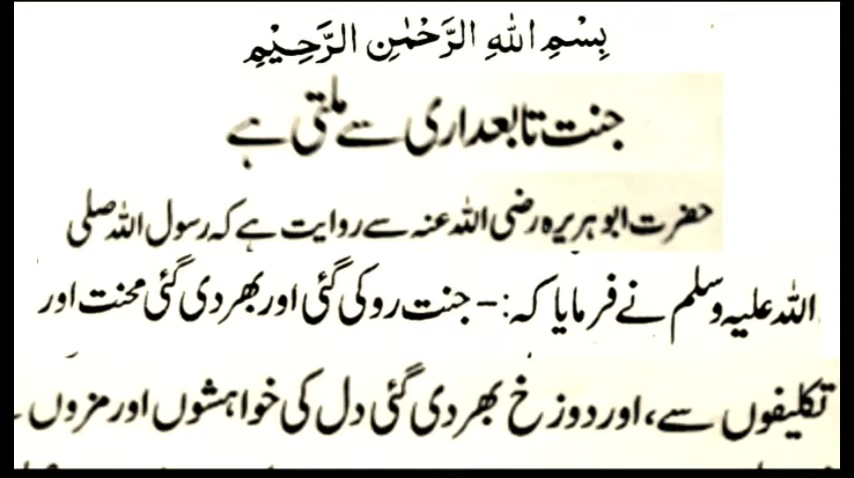 بِسْمِ اللهِ الرَّحْمٰنِ الرَّحِيْمِ
جنت تابعداری سے ملتی ہے
حضرت ابو ہریرہ رضی اللہ عنہ سے روایت ہے کہ رسول اللہ صلی
اللہ علیہ وسلم نے فرمایا کہ: – جنت روکی گئی اور بھر دی گئی محنت اور
تکلیفوں سے، اور دوزخ بھر دی گئی دل کی خواہشوں اور مزوں